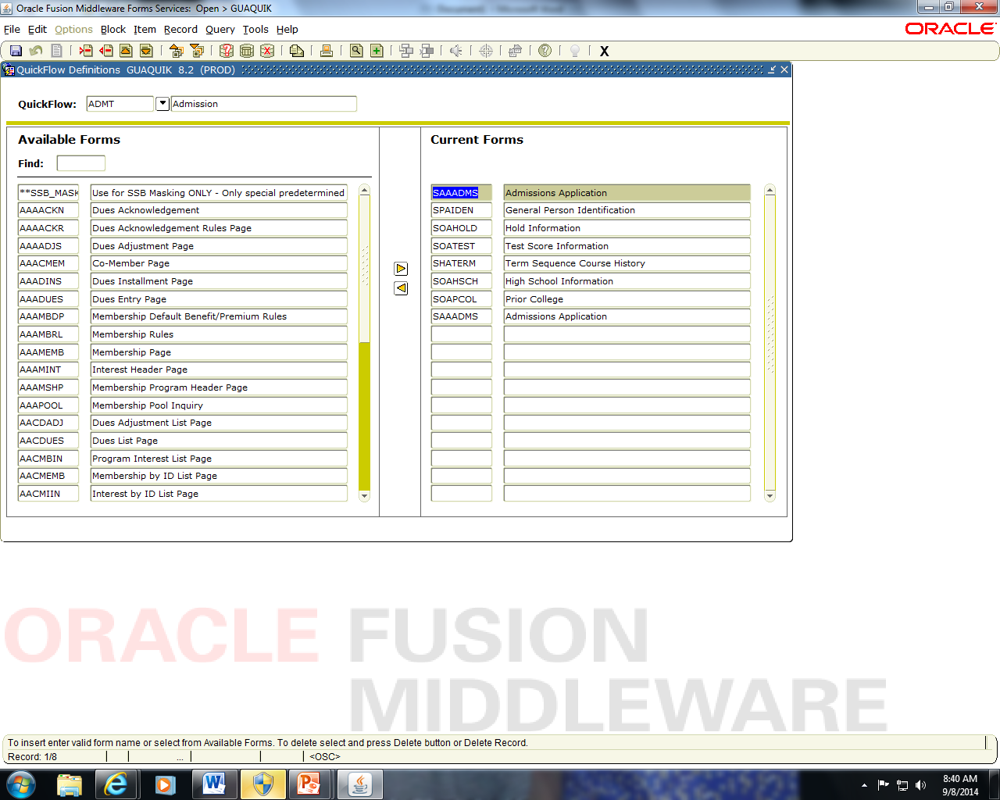 Oracle Fusion Middleware Forms Services: Open > GUAQUIK
File Edit Options Block Item Record Query Tools Help
ORACLE
QuickFlow Definitions GUAQUIK 8.2 (PROD)
QuickFlow: ADMT Admission
Available Forms
Find:
**SSB_MASK Use for SSB Masking ONLY - Only special predetermined
AAAACKN Dues Acknowledgement
AAAACKR Dues Acknowledgement Rules Page
AAAADJS Dues Adjustment Page
AAACMEM Co-Member Page
AAADINS Dues Installment Page
AAADUES Dues Entry Page
AAAMBDP Membership Default Benefit/Premium Rules
AAAMBRL Membership Rules
AAAMEMB Membership Page
AAAMINT Interest Header Page
AAAMSHP Membership Program Header Page
AAAPOOL Membership Pool Inquiry
AACDADJ Dues Adjustment List Page
AACDUES Dues List Page
AACMBIN Program Interest List Page
AACMEMB Membership by ID List Page
AACMIIN Interest by ID List Page
Current Forms
SAAADMS Admissions Application
SPAIDEN General Person Identification
SOAHOLD Hold Information
SOATEST Test Score Information
SHATERM Term Sequence Course History
SOAHSCH High School Information
SOAPCOL Prior College
SAAADMS Admissions Application
ORACLE FUSION
MIDDLEWARE
To insert enter valid form name or select from Available Forms. To delete select and press Delete button or Delete Record.
Record: 1/8 ... <OSC>
8:40 AM
9/8/2014